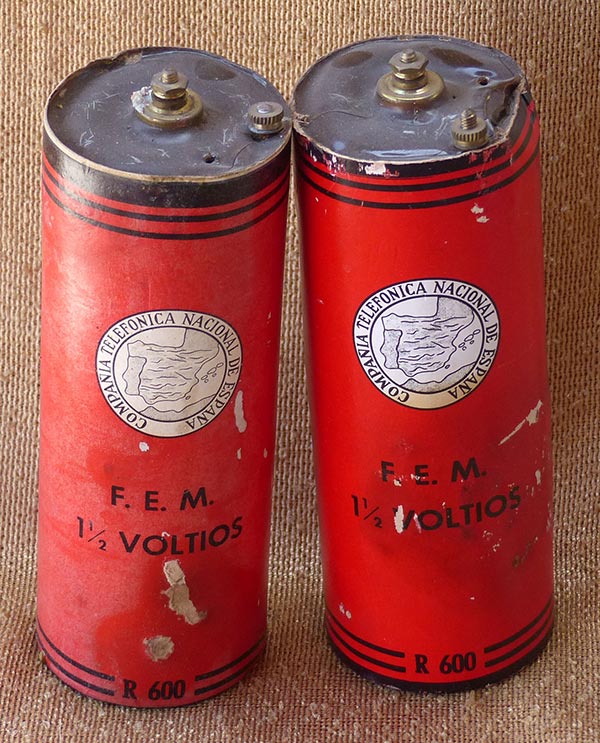 COMPAÑIA TELEFONICA NACIONAL DE ESPAÑA
F. E. M.
1½ VOLTIOS
R 600
COMPAÑIA TELEFONICA NACIONAL DE ESPAÑA
F. E. M.
1½ VOLTIOS
R 600